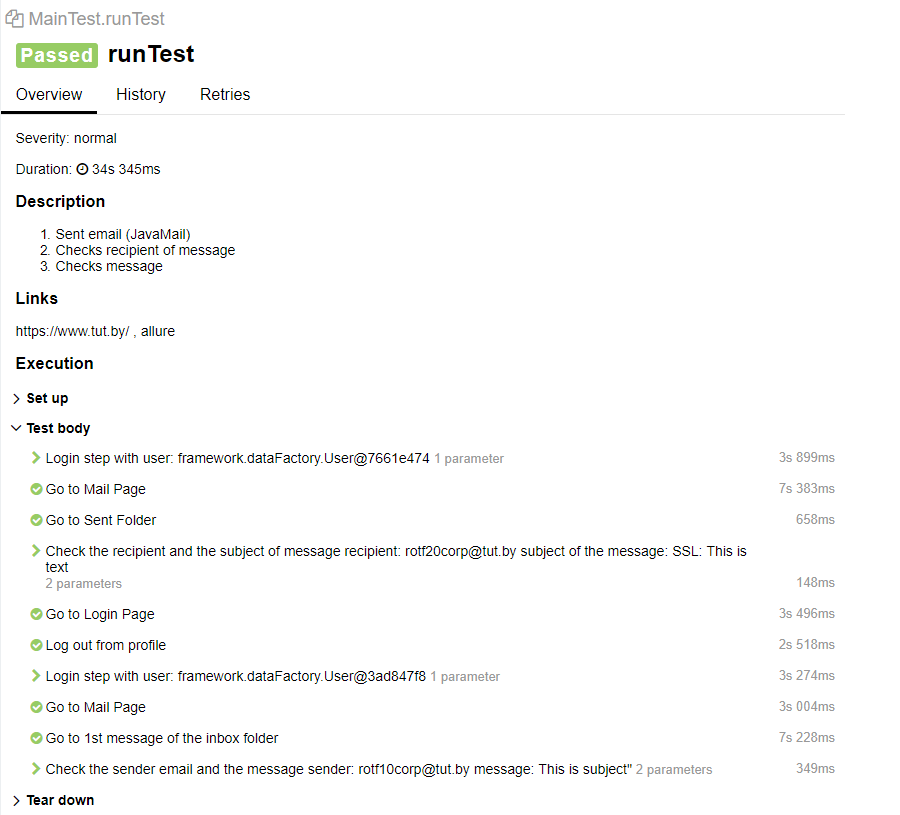 MainTest.runTest
Passed runTest
Overview History Retries
Severity: normal
Duration: 34s 345ms
Description
1. Sent email (JavaMail)
2. Checks recipient of message
3. Checks message
Links
https://www.tut.by/ , allure
Execution
Set up
Test body
Login step with user: framework.dataFactory.User@7661e474 1 parameter 3s 899ms
Go to Mail Page 7s 383ms
Go to Sent Folder 658ms
Check the recipient and the subject of message recipient: rotf20corp@tut.by subject of the message: SSL: This is
text
2 parameters 148ms
Go to Login Page 3s 496ms
Log out from profile 2s 518ms
Login step with user: framework.dataFactory.User@3ad847f8 1 parameter 3s 274ms
Go to Mail Page 3s 004ms
Go to 1st message of the inbox folder 7s 228ms
Check the sender email and the message sender: rotf10corp@tut.by message: This is subject" 2 parameters 349ms
Tear down